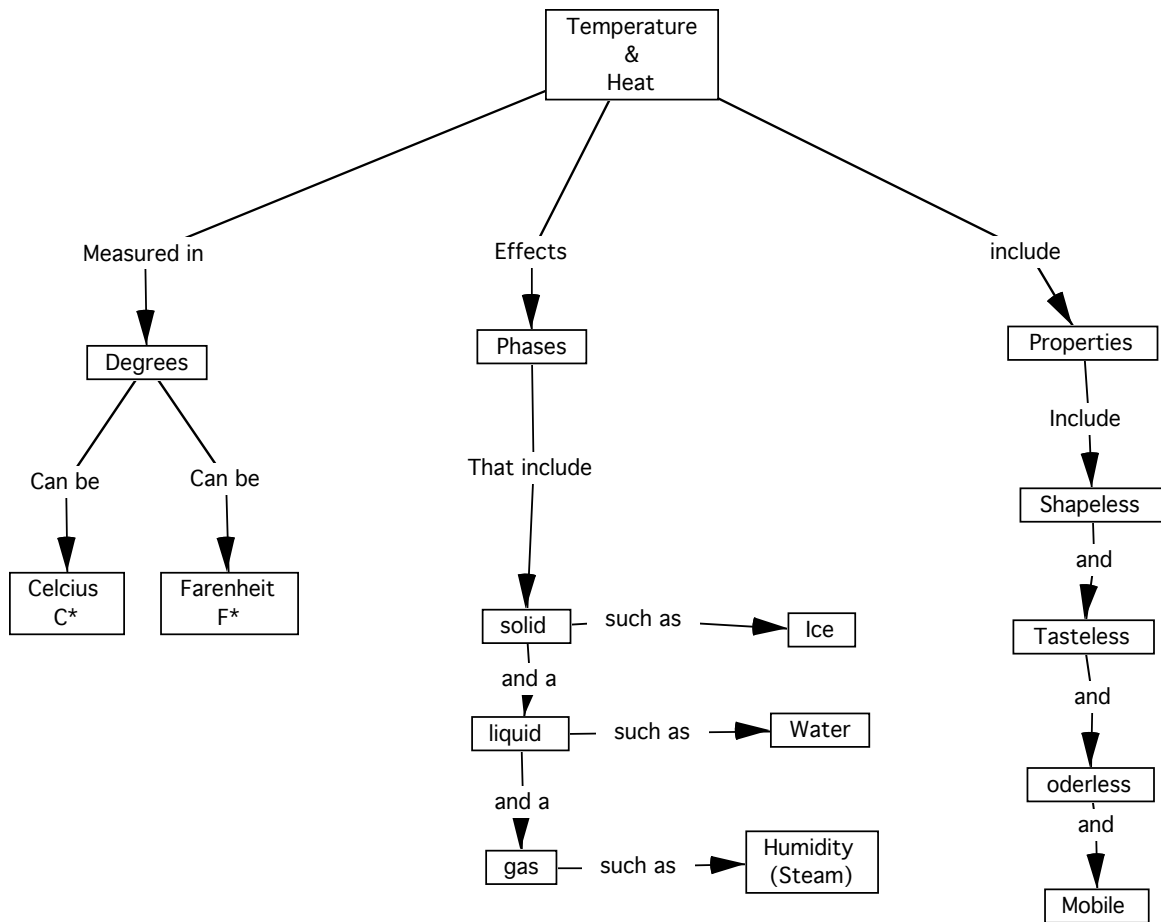 Temperature
&
Heat
Measured in
Effects
include
Degrees
Phases
Properties
Can be
Can be
That include
Include
Celcius
C*
Farenheit
F*
Shapeless
and
solid
such as
Ice
Tasteless
and a
and
liquid
such as
Water
oderless
and a
and
gas
such as
Humidity
(Steam)
Mobile